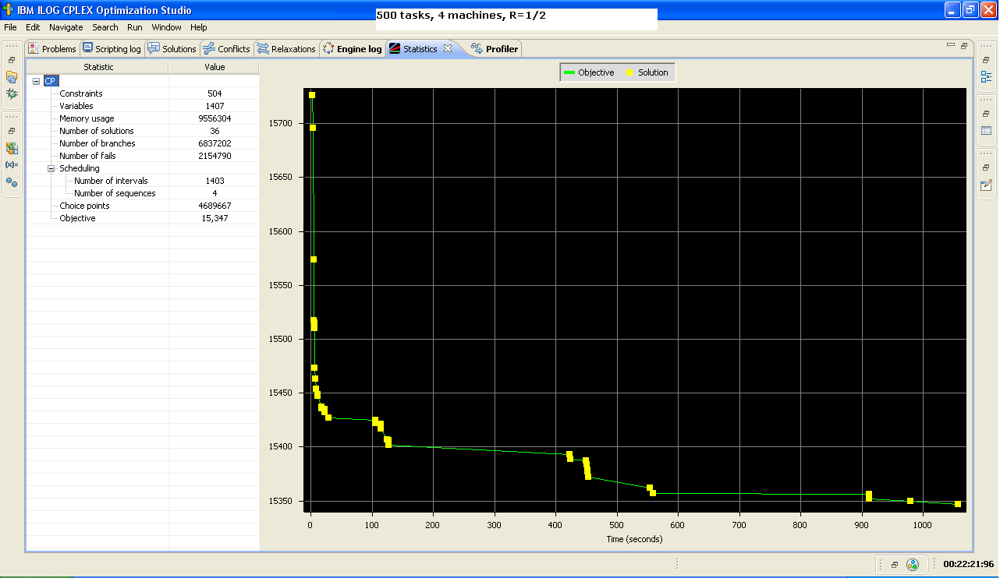 IBM ILOG CPLEX Optimization Studio
500 tasks, 4 machines, R=1/2
File Edit Navigate Search Run Window Help
Problems Scripting log Solutions Conflicts Relaxations Engine log Statistics Profiler
Statistic Value
CP
Constraints 504
Variables 1407
Memory usage 9556304
Number of solutions 36
Number of branches 6837202
Number of fails 2154790
Scheduling
Number of intervals 1403
Number of sequences 4
Choice points 4689667
Objective 15,347
Objective Solution
15700
15650
15600
15550
15500
15450
15400
15350
0 100 200 300 400 500 600 700 800 900 1000
Time (seconds)
(x)=
00:22:21:96